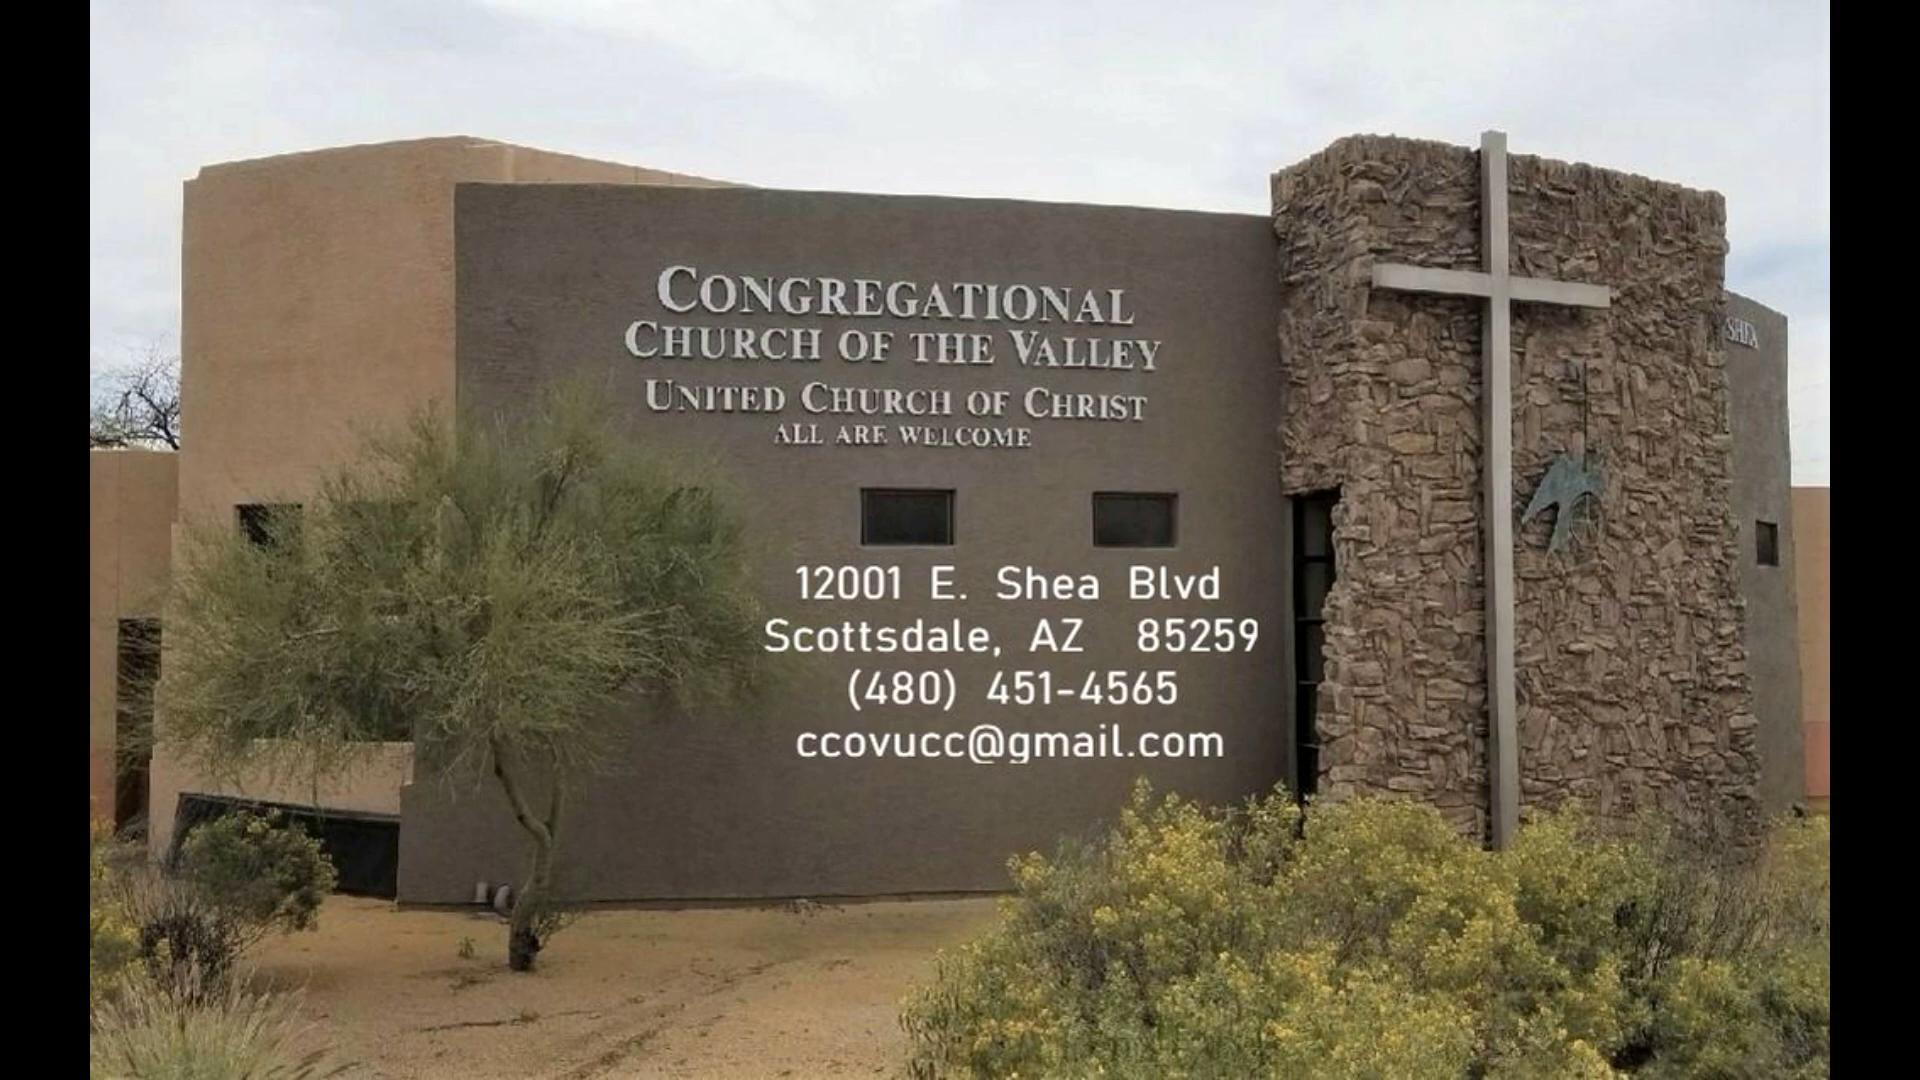 CONGREGATIONAL
CHURCH OF THE VALLEY
UNITED CHURCH OF CHRIST
ALL ARE WELCOME
SHEA
12001 E. Shea Blvd
Scottsdale, AZ 85259
(480) 451-4565
ccovucc@gmail.com